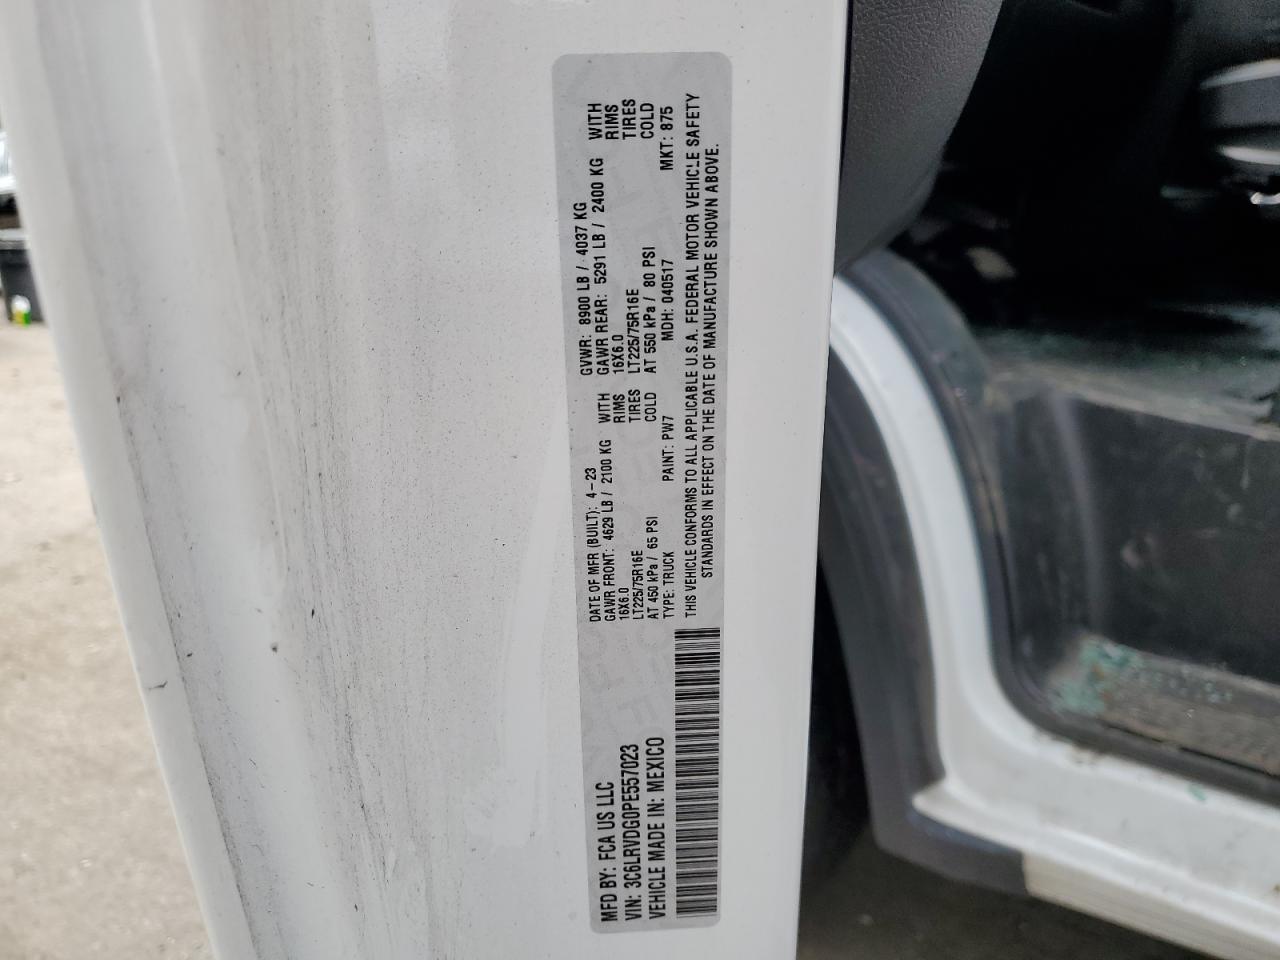 MFD BY: FCA US LLC
VIN: 3C6LRVDG0PE557023
VEHICLE MADE IN: MEXICO
DATE OF MFR (BUILT): 4-23
GVWR: 8900 LB / 4037 KG
GAWR FRONT: 4629 LB / 2100 KG WITH
16X6.0 RIMS
LT225/75R16E TIRES
AT 450 kPa / 65 PSI COLD
GAWR REAR: 5291 LB / 2400 KG WITH
16X6.0 RIMS
LT225/75R16E TIRES
AT 550 kPa / 80 PSI COLD
TYPE: TRUCK PAINT: PW7 MDH: 040517 MKT: 875
THIS VEHICLE CONFORMS TO ALL APPLICABLE U.S.A. FEDERAL MOTOR VEHICLE SAFETY
STANDARDS IN EFFECT ON THE DATE OF MANUFACTURE SHOWN ABOVE.